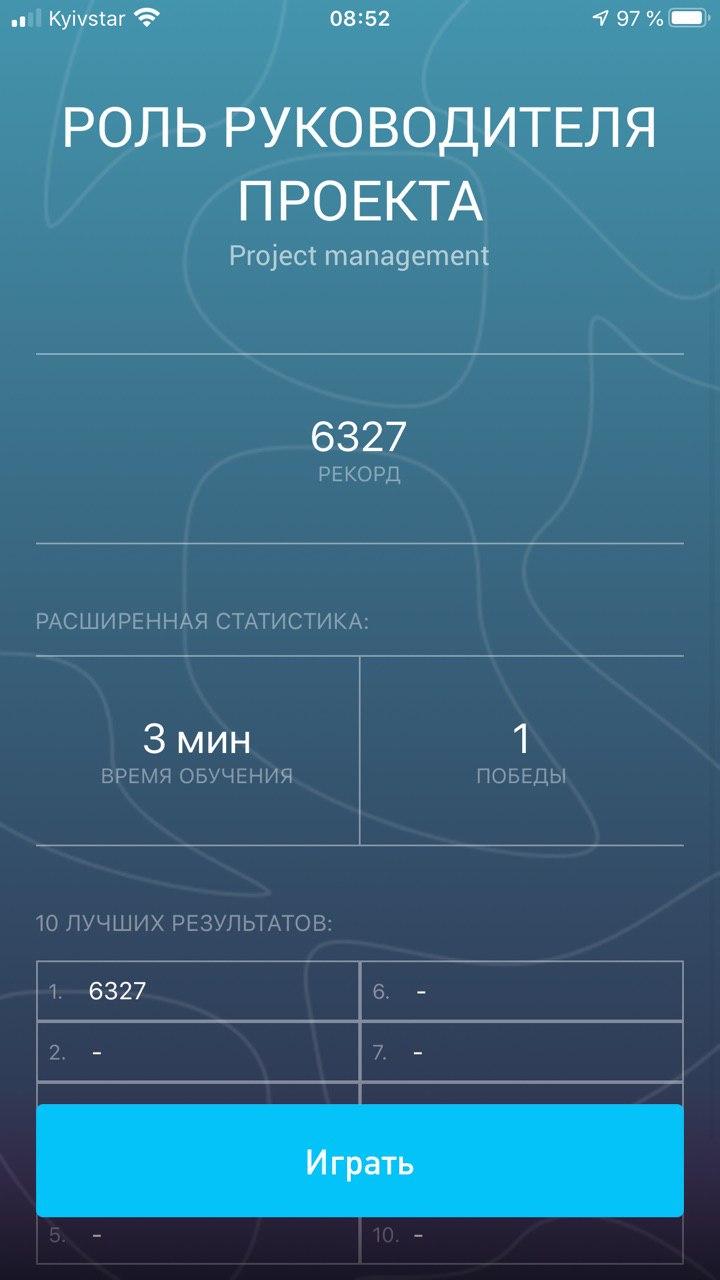 Kyivstar 08:52 97 %
РОЛЬ РУКОВОДИТЕЛЯ
ПРОЕКТА
Project management
6327
РЕКОРД
РАСШИРЕННАЯ СТАТИСТИКА:
3 мин 1
ВРЕМЯ ОБУЧЕНИЯ ПОБЕДЫ
10 ЛУЧШИХ РЕЗУЛЬТАТОВ:
1. 6327 6. -
2. - 7. -
Играть
5. - 10. -